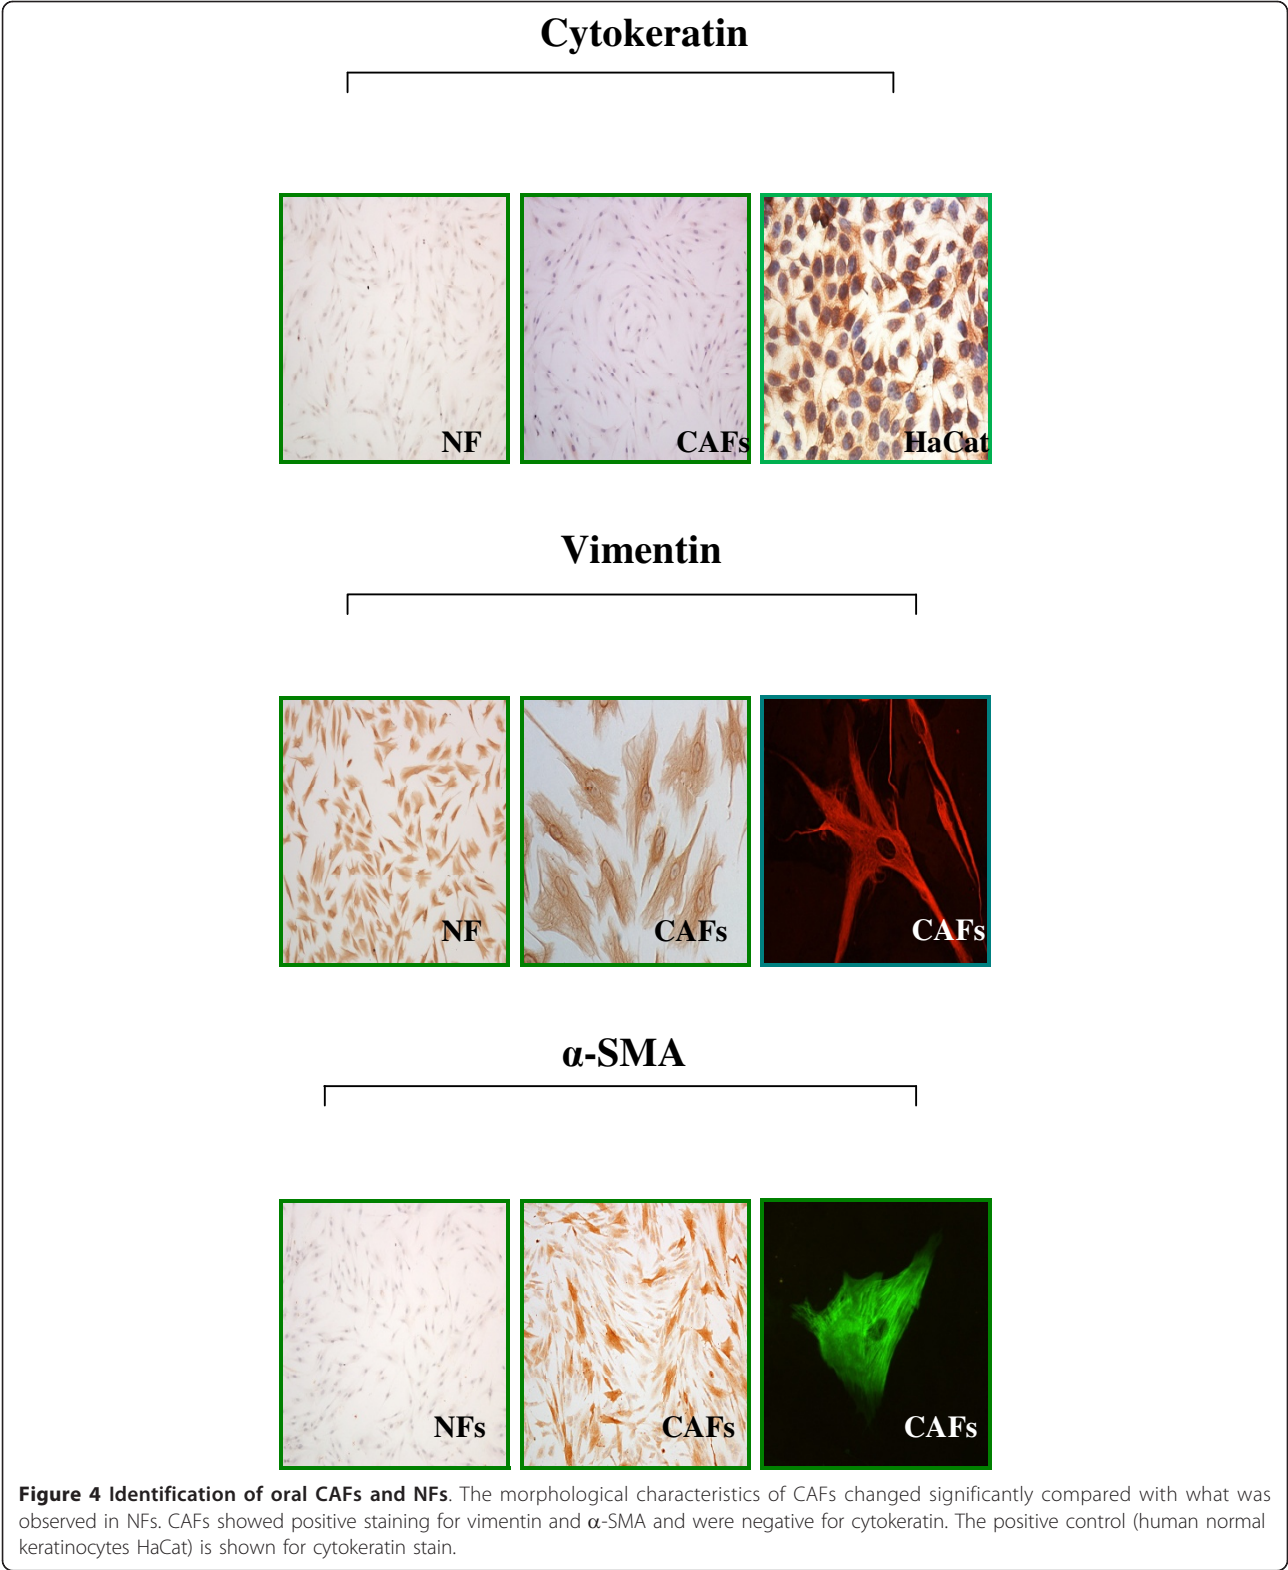 Cytokeratin
NF
CAFs
HaCat
Vimentin
NF
CAFs
CAFs
α-SMA
NFs
CAFs
CAFs
Figure 4 Identification of oral CAFs and NFs. The morphological characteristics of CAFs changed significantly compared with what was
observed in NFs. CAFs showed positive staining for vimentin and α-SMA and were negative for cytokeratin. The positive control (human normal
keratinocytes HaCat) is shown for cytokeratin stain.